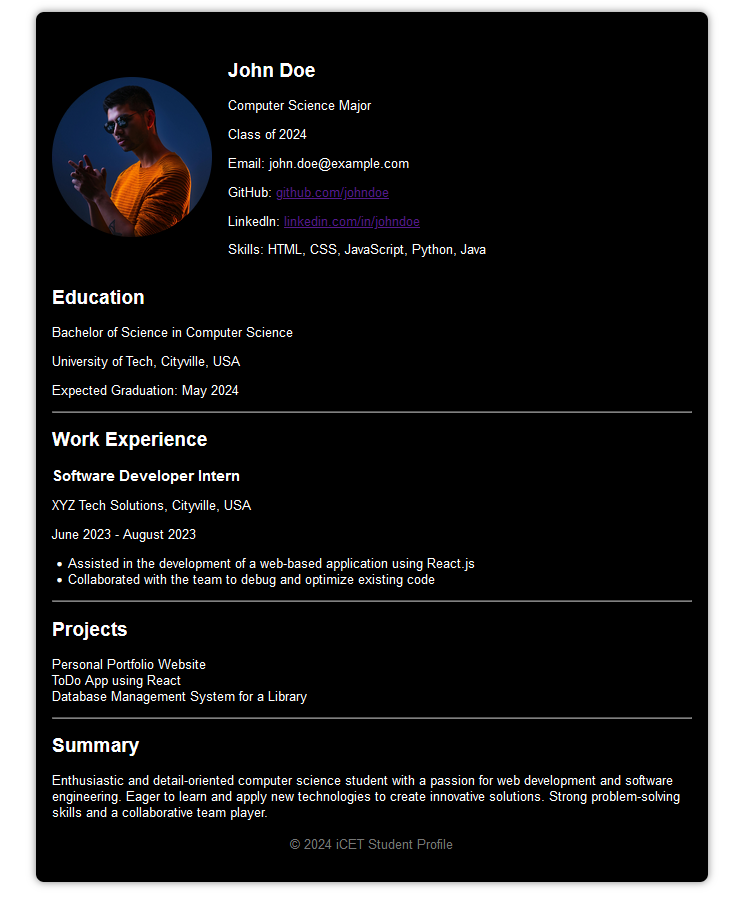 John Doe
Computer Science Major
Class of 2024
Email: john.doe@example.com
GitHub: github.com/johndoe
LinkedIn: linkedin.com/in/johndoe
Skills: HTML, CSS, JavaScript, Python, Java
Education
Bachelor of Science in Computer Science
University of Tech, Cityville, USA
Expected Graduation: May 2024
Work Experience
Software Developer Intern
XYZ Tech Solutions, Cityville, USA
June 2023 - August 2023
• Assisted in the development of a web-based application using React.js
• Collaborated with the team to debug and optimize existing code
Projects
Personal Portfolio Website
ToDo App using React
Database Management System for a Library
Summary
Enthusiastic and detail-oriented computer science student with a passion for web development and software
engineering. Eager to learn and apply new technologies to create innovative solutions. Strong problem-solving
skills and a collaborative team player.
© 2024 iCET Student Profile